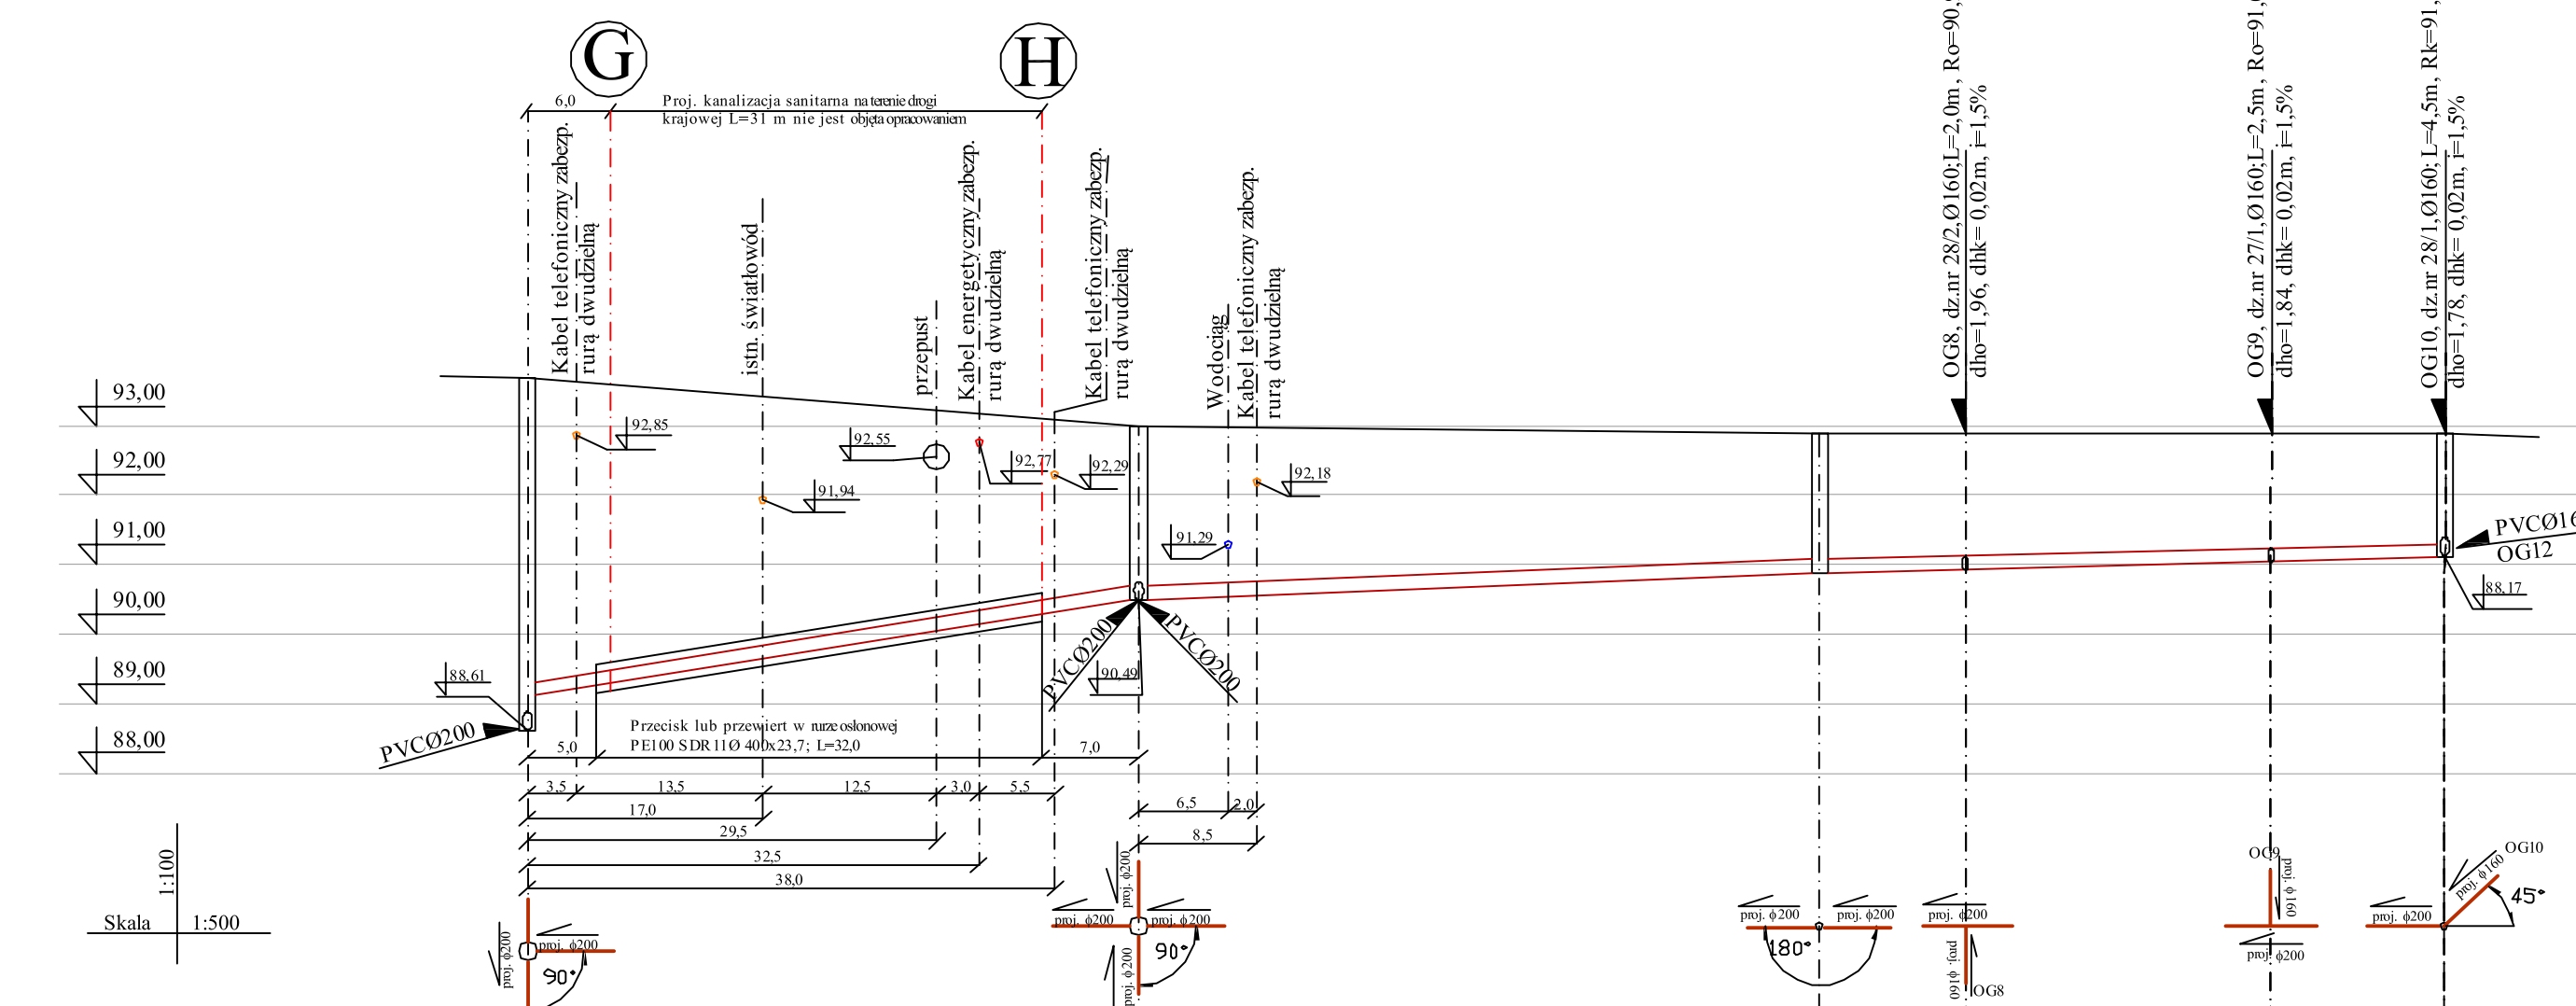 G
H
6,0
Proj. kanalizacja sanitarna na terenie drogi
krajowej L=31 m nie jest objęta opracowaniem
Kabel telefoniczny zabezp.
rurą dwudzielną
istn. światłowód
przepust
Kabel energetyczny zabezp.
rurą dwudzielną
Kabel telefoniczny zabezp.
rurą dwudzielną
Wodociąg
Kabel telefoniczny zabezp.
rurą dwudzielną
OG8, dz.nr 28/2,Ø160;L=2,0m, Ro=90,
dho=1,96, dhk= 0,02m, i=1,5%
OG9, dz.nr 27/1,Ø160;L=2,5m, Ro=91,
dho=1,84, dhk= 0,02m, i=1,5%
OG10, dz.nr 28/1,Ø160; L=4,5m, Rk=91,
dho=1,78, dhk= 0,02m, i=1,5%
93,00
92,00
91,00
90,00
89,00
88,00
92,85
91,94
92,55
92,77
92,29
91,29
92,18
88,61
90,49
88,17
PVCØ200
PVCØ200
PVCØ200
PVCØ16
OG12
Przecisk lub przewiert w rurze osłonowej
PE100 SDR11Ø 400x23,7; L=32,0
5,0
7,0
3,5
13,5
12,5
3,0
5,5
17,0
29,5
32,5
38,0
6,5
2,0
8,5
Skala
1:100
1:500
proj. ϕ200
proj. ϕ200
90°
proj. ϕ200
proj. ϕ200
proj. ϕ200
proj. ϕ200
90°
proj. ϕ200
proj. ϕ200
180°
proj. ϕ200
proj. ϕ160
OG8
OG9
proj. ϕ160
proj. ϕ200
proj. ϕ200
proj. ϕ160
OG10
45°